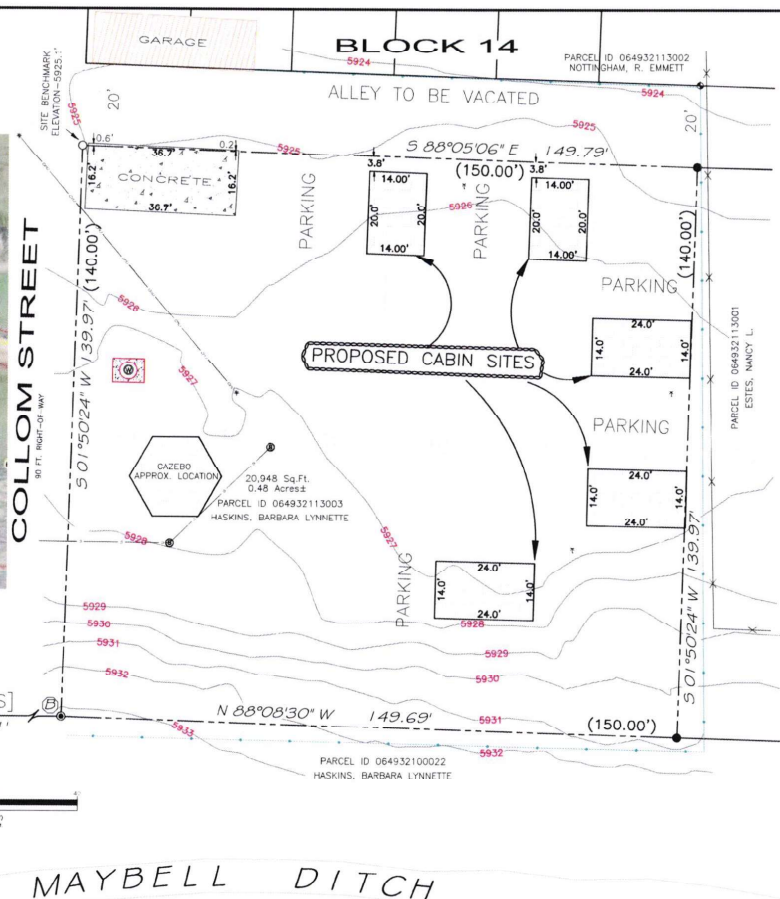 GARAGE
BLOCK 14
PARCEL ID 064932113002
NOTTINGHAM, R. EMMETT
5924
ALLEY TO BE VACATED
5924
SITE BENCHMARK
ELEVATION=5925.1'
20'
20'
5925
5925
5925
0.6'
0.2'
36.7'
CONCRETE
16.2'
16.2'
36.7'
S 88°05'06" E 149.79'
(150.00')
3.8'
3.8'
14.00'
20.0'
20.0'
14.00'
14.00'
20.0'
20.0'
14.00'
PARKING
5926
PARKING
PARKING
COLLOM STREET
90 FT. RIGHT-OF WAY
S 01°50'24" W 139.97' (140.00')
(140.00')
5926
PROPOSED CABIN SITES
24.0'
14.0'
14.0'
24.0'
PARCEL ID 064932113001
ESTES, NANCY L.
W
5927
PARKING
GAZEBO
APPROX. LOCATION
20,948 Sq.Ft.
0.48 Acres±
PARCEL ID 064932113003
HASKINS, BARBARA LYNNETTE
24.0'
14.0'
14.0'
24.0'
5928
5927
PARKING
24.0'
14.0'
14.0'
24.0'
S 01°50'24" W 139.97'
5928
5929
5930
5931
5932
5929
5930
5931
5932
5933
S]
B
N 88°08'30" W 149.69'
(150.00')
PARCEL ID 064932100022
HASKINS, BARBARA LYNNETTE
MAYBELL DITCH